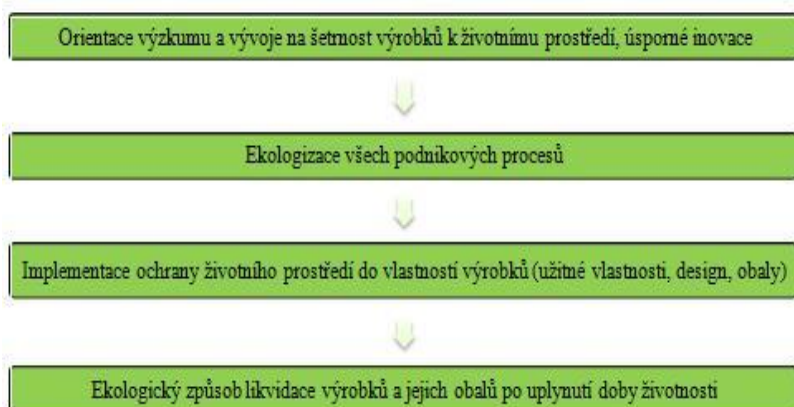 Orientace výzkumu a vývoje na šetrnost výrobků k životnímu prostředí, úsporné inovace
Ekologizace všech podnikových procesů
Implementace ochrany životního prostředí do vlastností výrobků (užitné vlastnosti, design, obaly)
Ekologický způsob likvidace výrobků a jejich obalů po uplynutí doby životnosti